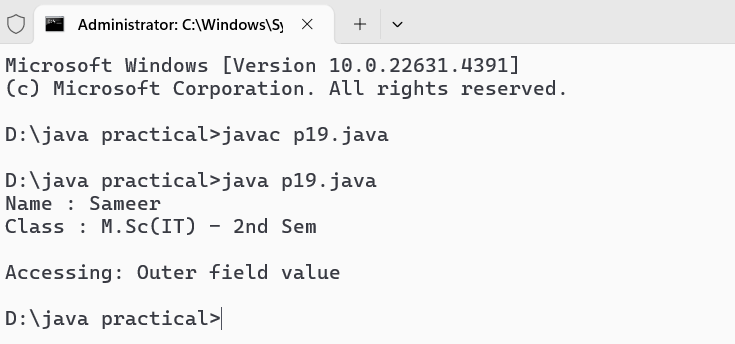 Administrator: C:\Windows\Sy
Microsoft Windows [Version 10.0.22631.4391]
(c) Microsoft Corporation. All rights reserved.
D:\java practical>javac p19.java
D:\java practical>java p19.java
Name : Sameer
Class : M.Sc(IT) - 2nd Sem
Accessing: Outer field value
D:\java practical>